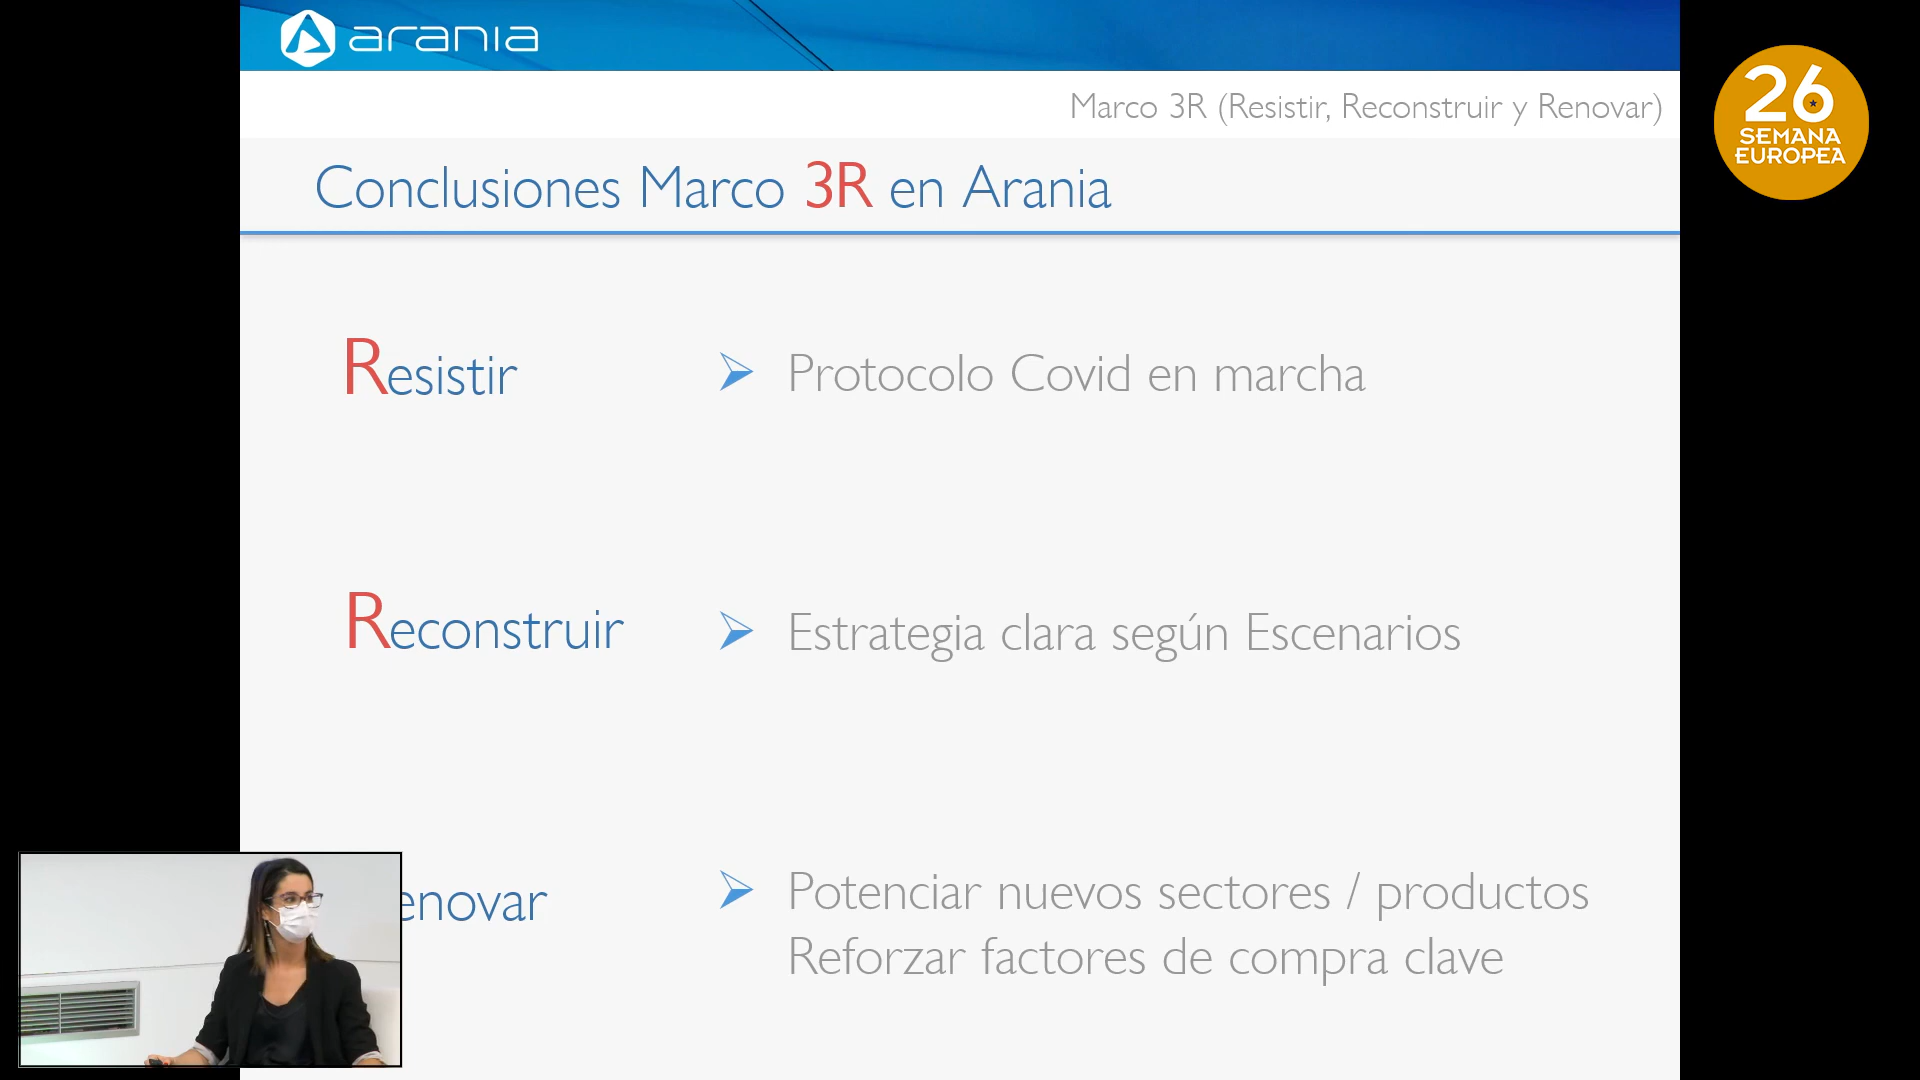 arania
Marco 3R (Resistir, Reconstruir y Renovar)
26
SEMANA
EUROPEA
Conclusiones Marco 3R en Arania
Resistir
Protocolo Covid en marcha
Reconstruir
Estrategia clara según Escenarios
enovar
Potenciar nuevos sectores / productos
Reforzar factores de compra clave